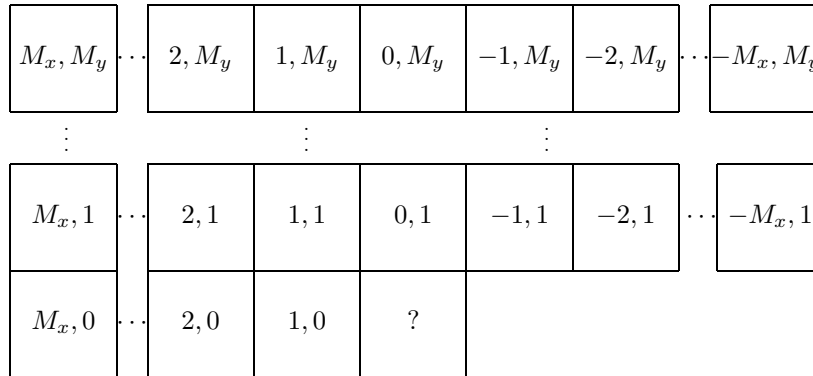 M_x, M_y ··· 2, M_y 1, M_y 0, M_y −1, M_y −2, M_y ··· −M_x, M_y
⋮ ⋮ ⋮
M_x, 1 ··· 2, 1 1, 1 0, 1 −1, 1 −2, 1 ··· −M_x, 1
M_x, 0 ··· 2, 0 1, 0 ?